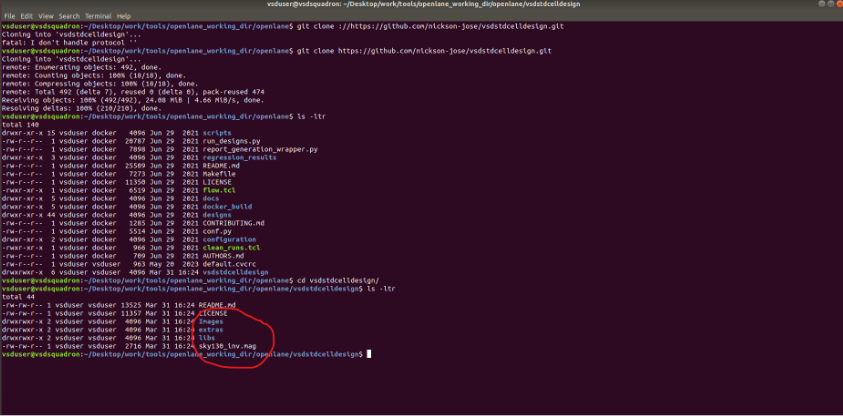 vsduser@vsdsquadron: ~/Desktop/work/tools/openlane_working_dir/openlane/vsdstdcelldesign
File Edit View Search Terminal Help
vsduser@vsdsquadron:~/Desktop/work/tools/openlane_working_dir/openlane$ git clone ://https://github.com/nickson-jose/vsdstdcelldesign.git
Cloning into 'vsdstdcelldesign'...
fatal: I don't handle protocol ''
vsduser@vsdsquadron:~/Desktop/work/tools/openlane_working_dir/openlane$ git clone https://github.com/nickson-jose/vsdstdcelldesign.git
Cloning into 'vsdstdcelldesign'...
remote: Enumerating objects: 492, done.
remote: Counting objects: 100% (18/18), done.
remote: Compressing objects: 100% (18/18), done.
remote: Total 492 (delta 7), reused 0 (delta 0), pack-reused 474
Receiving objects: 100% (492/492), 24.08 MiB | 4.66 MiB/s, done.
Resolving deltas: 100% (210/210), done.
vsduser@vsdsquadron:~/Desktop/work/tools/openlane_working_dir/openlane$ ls -ltr
total 140
drwxr-xr-x 15 vsduser docker 4096 Jun 29 2021 scripts
-rw-r--r-- 1 vsduser docker 20787 Jun 29 2021 run_designs.py
-rw-r--r-- 1 vsduser docker 7898 Jun 29 2021 report_generation_wrapper.py
drwxr-xr-x 3 vsduser docker 4096 Jun 29 2021 regression_results
-rw-r--r-- 1 vsduser docker 25509 Jun 29 2021 README.md
-rw-r--r-- 1 vsduser docker 7273 Jun 29 2021 Makefile
-rw-r--r-- 1 vsduser docker 11350 Jun 29 2021 LICENSE
-rwxr-xr-x 1 vsduser docker 6519 Jun 29 2021 flow.tcl
drwxr-xr-x 5 vsduser docker 4096 Jun 29 2021 docs
drwxr-xr-x 5 vsduser docker 4096 Jun 29 2021 docker_build
drwxr-xr-x 44 vsduser docker 4096 Jun 29 2021 designs
-rw-r--r-- 1 vsduser docker 1285 Jun 29 2021 CONTRIBUTING.md
-rw-r--r-- 1 vsduser docker 5514 Jun 29 2021 conf.py
drwxr-xr-x 2 vsduser docker 4096 Jun 29 2021 configuration
-rwxr-xr-x 1 vsduser docker 966 Jun 29 2021 clean_runs.tcl
-rw-r--r-- 1 vsduser docker 709 Jun 29 2021 AUTHORS.md
-rw-r--r-- 1 vsduser vsduser 963 May 20 2023 default.cvcrc
drwxrwxr-x 6 vsduser vsduser 4096 Mar 31 16:24 vsdstdcelldesign
vsduser@vsdsquadron:~/Desktop/work/tools/openlane_working_dir/openlane$ cd vsdstdcelldesign/
vsduser@vsdsquadron:~/Desktop/work/tools/openlane_working_dir/openlane/vsdstdcelldesign$ ls -ltr
total 44
-rw-rw-r-- 1 vsduser vsduser 13525 Mar 31 16:24 README.md
-rw-rw-r-- 1 vsduser vsduser 11357 Mar 31 16:24 LICENSE
drwxrwxr-x 2 vsduser vsduser 4096 Mar 31 16:24 Images
drwxrwxr-x 2 vsduser vsduser 4096 Mar 31 16:24 extras
drwxrwxr-x 2 vsduser vsduser 4096 Mar 31 16:24 libs
-rw-rw-r-- 1 vsduser vsduser 2716 Mar 31 16:24 sky130_inv.mag
vsduser@vsdsquadron:~/Desktop/work/tools/openlane_working_dir/openlane/vsdstdcelldesign$